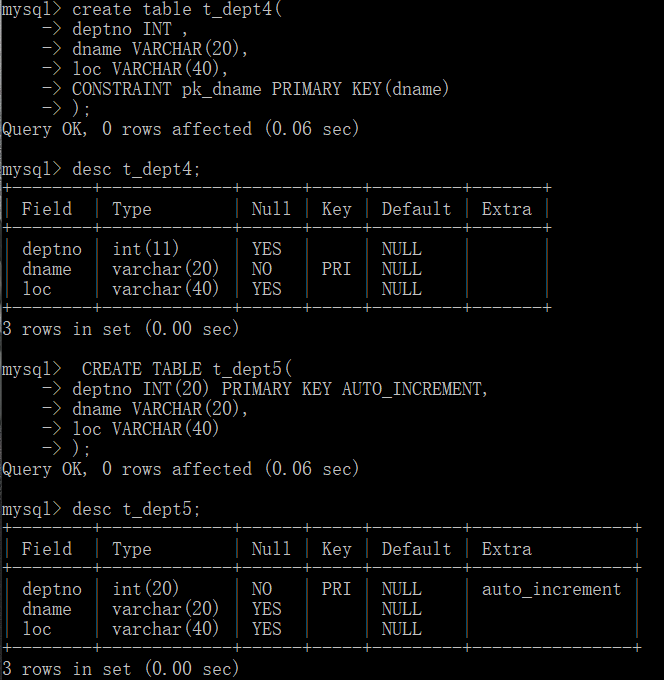 mysql> create table t_dept4(
    -> deptno INT ,
    -> dname VARCHAR(20),
    -> loc VARCHAR(40),
    -> CONSTRAINT pk_dname PRIMARY KEY(dname)
    -> );
Query OK, 0 rows affected (0.06 sec)

mysql> desc t_dept4;
+--------+-------------+------+-----+---------+-------+
| Field  | Type        | Null | Key | Default | Extra |
+--------+-------------+------+-----+---------+-------+
| deptno | int(11)     | YES  |     | NULL    |       |
| dname  | varchar(20) | NO   | PRI | NULL    |       |
| loc    | varchar(40) | YES  |     | NULL    |       |
+--------+-------------+------+-----+---------+-------+
3 rows in set (0.00 sec)

mysql>  CREATE TABLE t_dept5(
    -> deptno INT(20) PRIMARY KEY AUTO_INCREMENT,
    -> dname VARCHAR(20),
    -> loc VARCHAR(40)
    -> );
Query OK, 0 rows affected (0.06 sec)

mysql> desc t_dept5;
+--------+-------------+------+-----+---------+----------------+
| Field  | Type        | Null | Key | Default | Extra          |
+--------+-------------+------+-----+---------+----------------+
| deptno | int(20)     | NO   | PRI | NULL    | auto_increment |
| dname  | varchar(20) | YES  |     | NULL    |                |
| loc    | varchar(40) | YES  |     | NULL    |                |
+--------+-------------+------+-----+---------+----------------+
3 rows in set (0.00 sec)